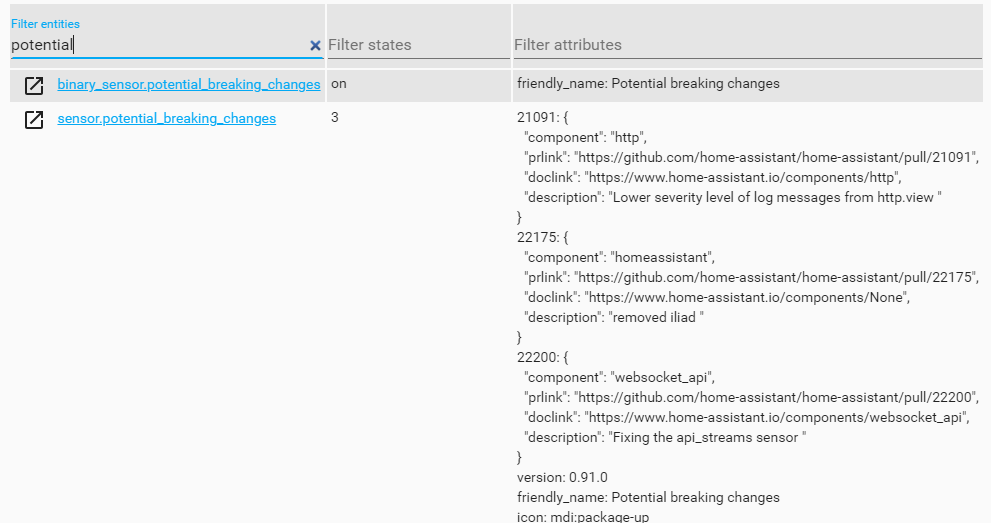 Filter entities
potential
Filter states
Filter attributes
binary_sensor.potential_breaking_changes on friendly_name: Potential breaking changes
sensor.potential_breaking_changes 3 21091: {
"component": "http",
"prlink": "https://github.com/home-assistant/home-assistant/pull/21091",
"doclink": "https://www.home-assistant.io/components/http",
"description": "Lower severity level of log messages from http.view "
}
22175: {
"component": "homeassistant",
"prlink": "https://github.com/home-assistant/home-assistant/pull/22175",
"doclink": "https://www.home-assistant.io/components/None",
"description": "removed iliad "
}
22200: {
"component": "websocket_api",
"prlink": "https://github.com/home-assistant/home-assistant/pull/22200",
"doclink": "https://www.home-assistant.io/components/websocket_api",
"description": "Fixing the api_streams sensor "
}
version: 0.91.0
friendly_name: Potential breaking changes
icon: mdi:package-up